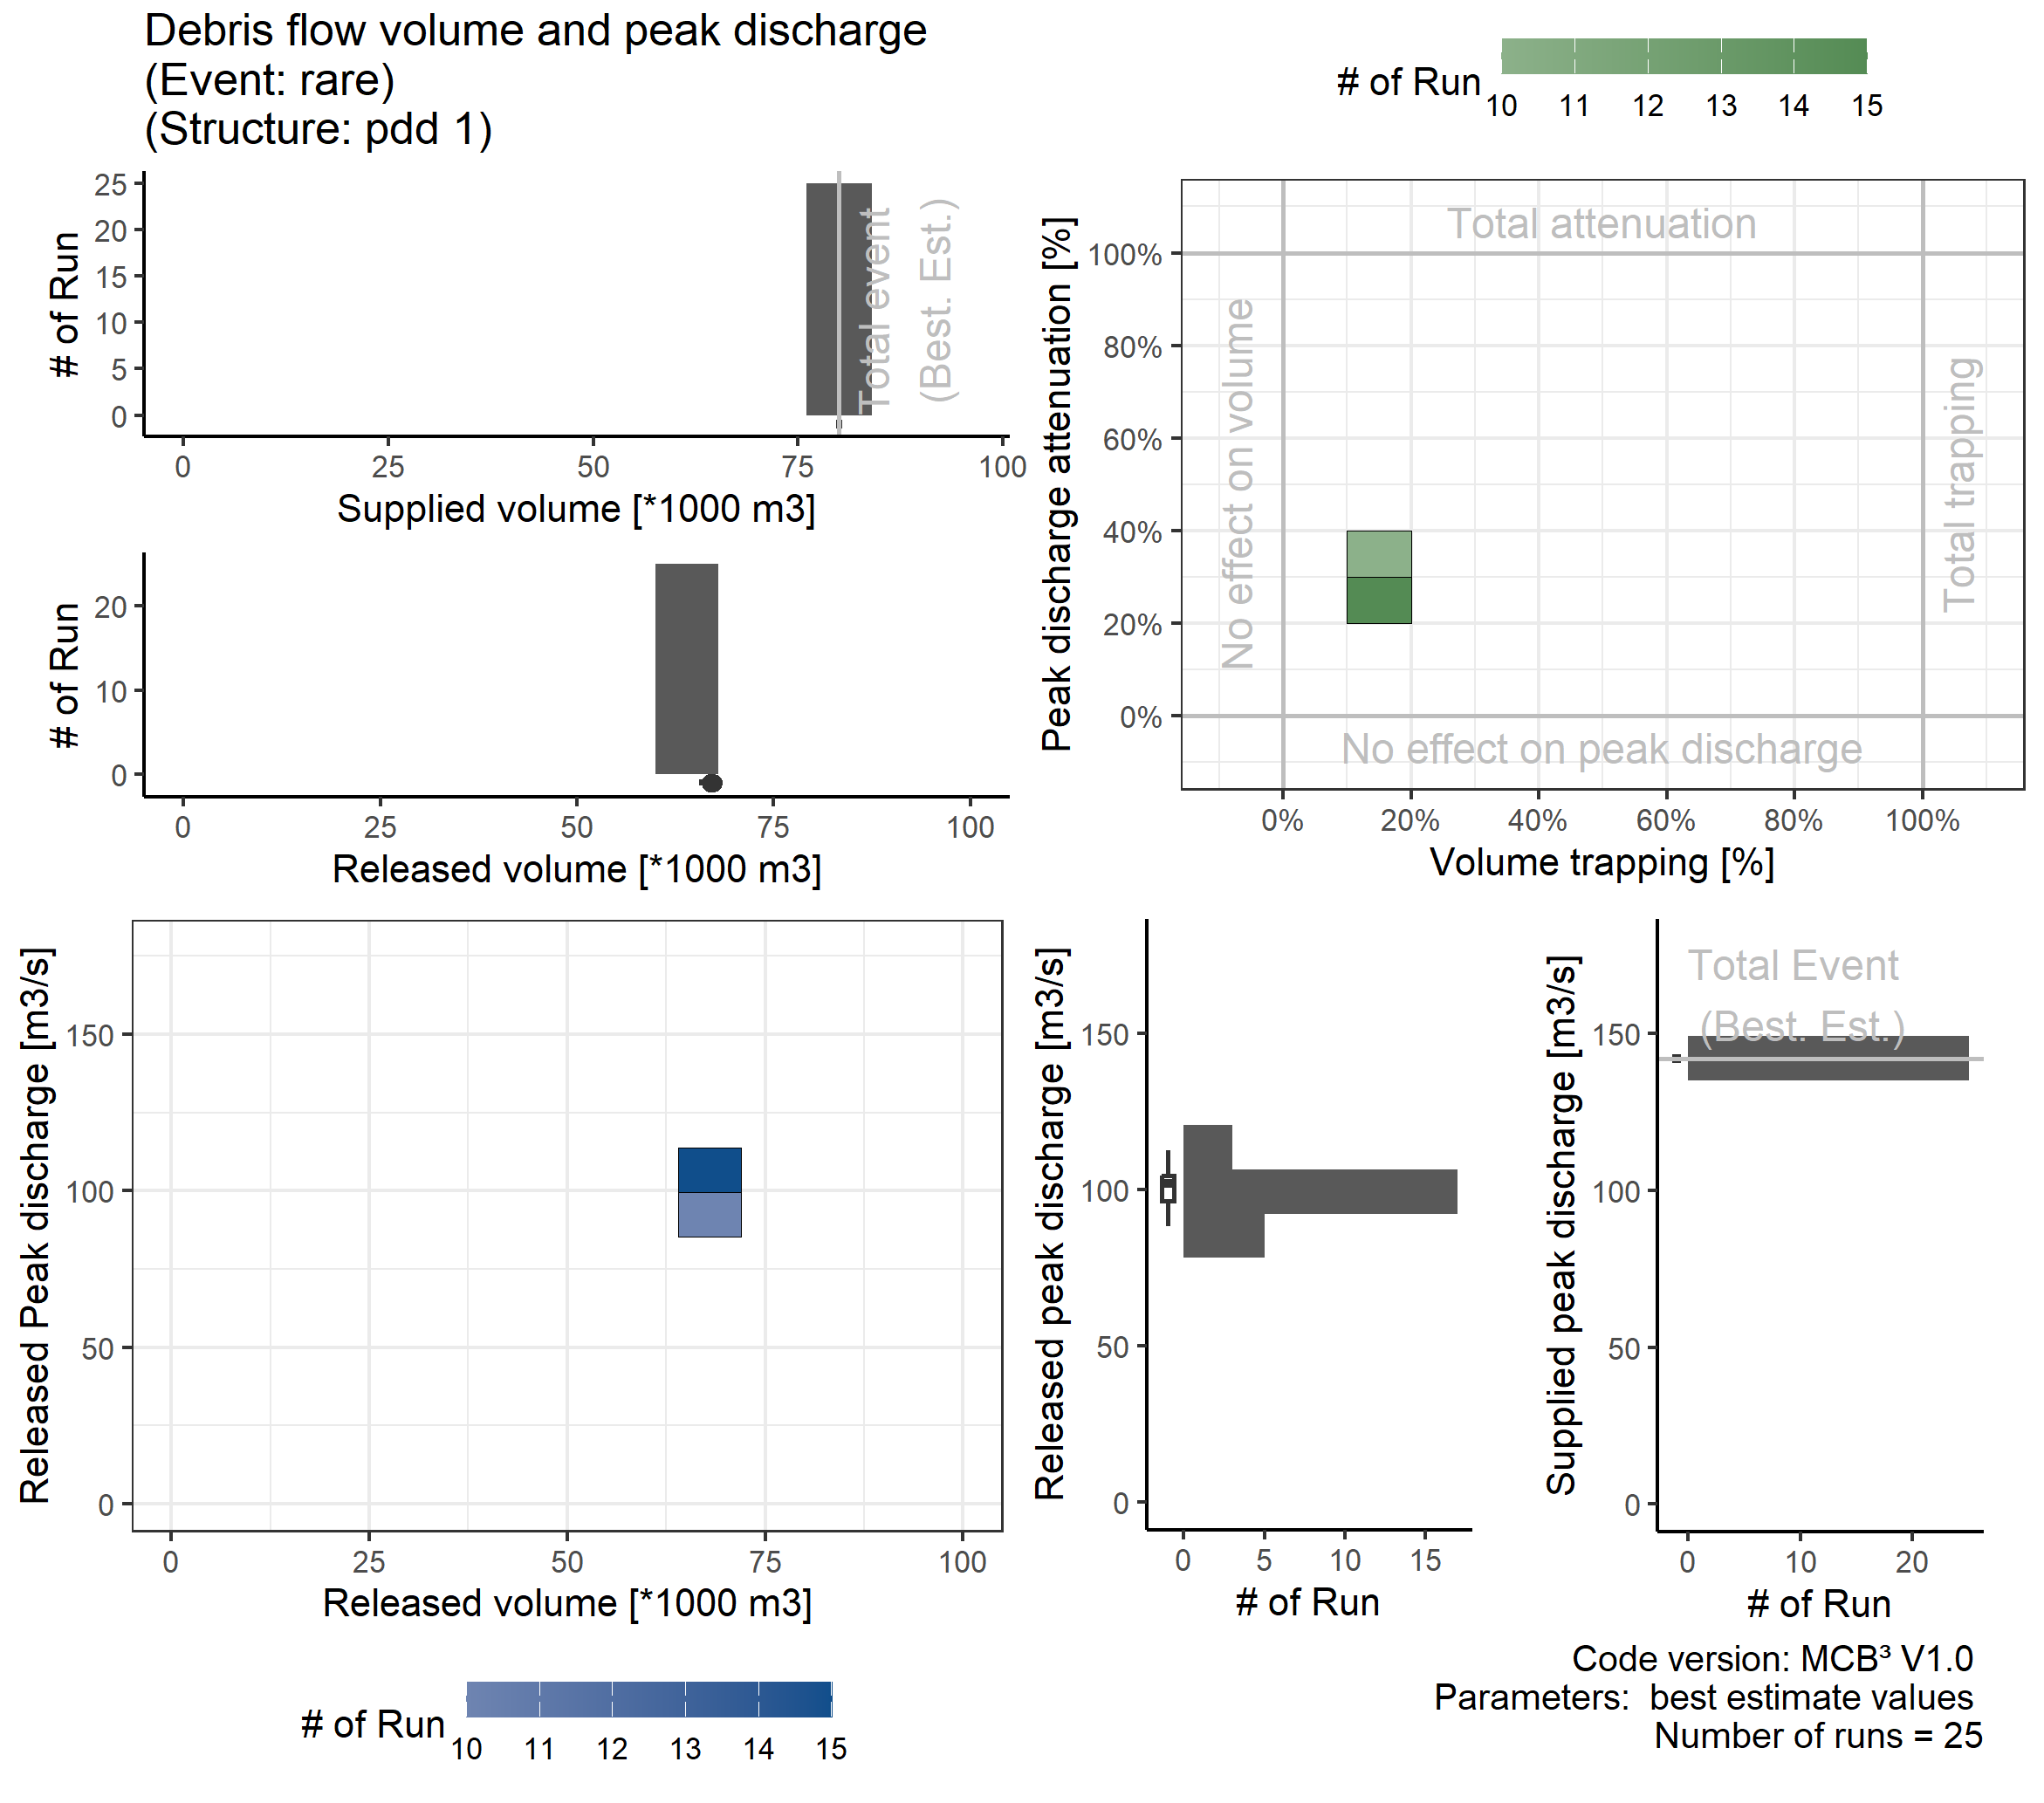 Debris flow volume and peak discharge
(Event: rare)
(Structure: pdd 1)
# of Run
10 11 12 13 14 15
# of Run
25
20
15
10
5
0
Total event
(Best. Est.)
0 25 50 75 100
Supplied volume [*1000 m3]
# of Run
20
10
0
0 25 50 75 100
Released volume [*1000 m3]
Peak discharge attenuation [%]
100%
80%
60%
40%
20%
0%
Total attenuation
No effect on volume
Total trapping
No effect on peak discharge
0% 20% 40% 60% 80% 100%
Volume trapping [%]
Released Peak discharge [m3/s]
150
100
50
0
0 25 50 75 100
Released volume [*1000 m3]
# of Run
10 11 12 13 14 15
Released peak discharge [m3/s]
150
100
50
0
0 5 10 15
# of Run
Supplied peak discharge [m3/s]
150
100
50
0
Total Event
(Best. Est.)
0 10 20
# of Run
Code version: MCB³ V1.0
Parameters:  best estimate values
Number of runs = 25